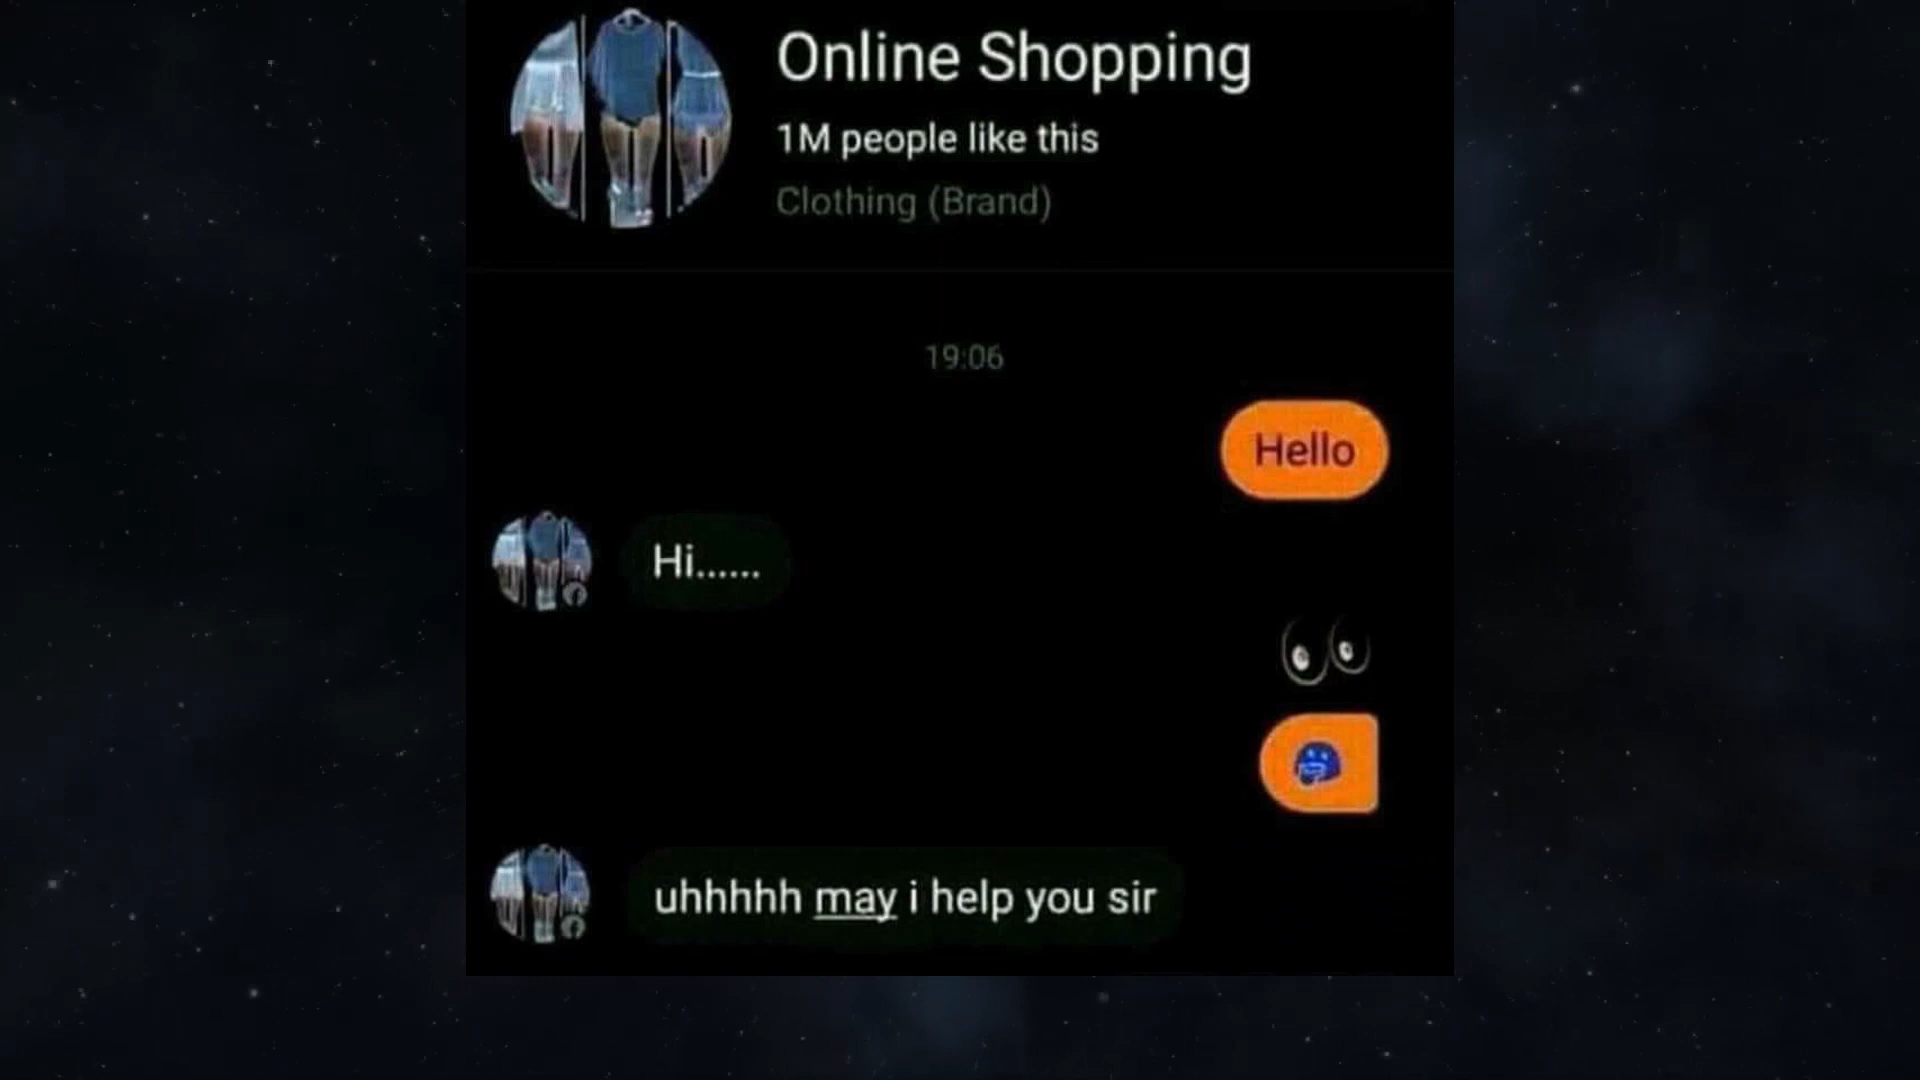 Online Shopping
1M people like this
Clothing (Brand)
19:06
Hello
Hi......
uhhhhh may i help you sir